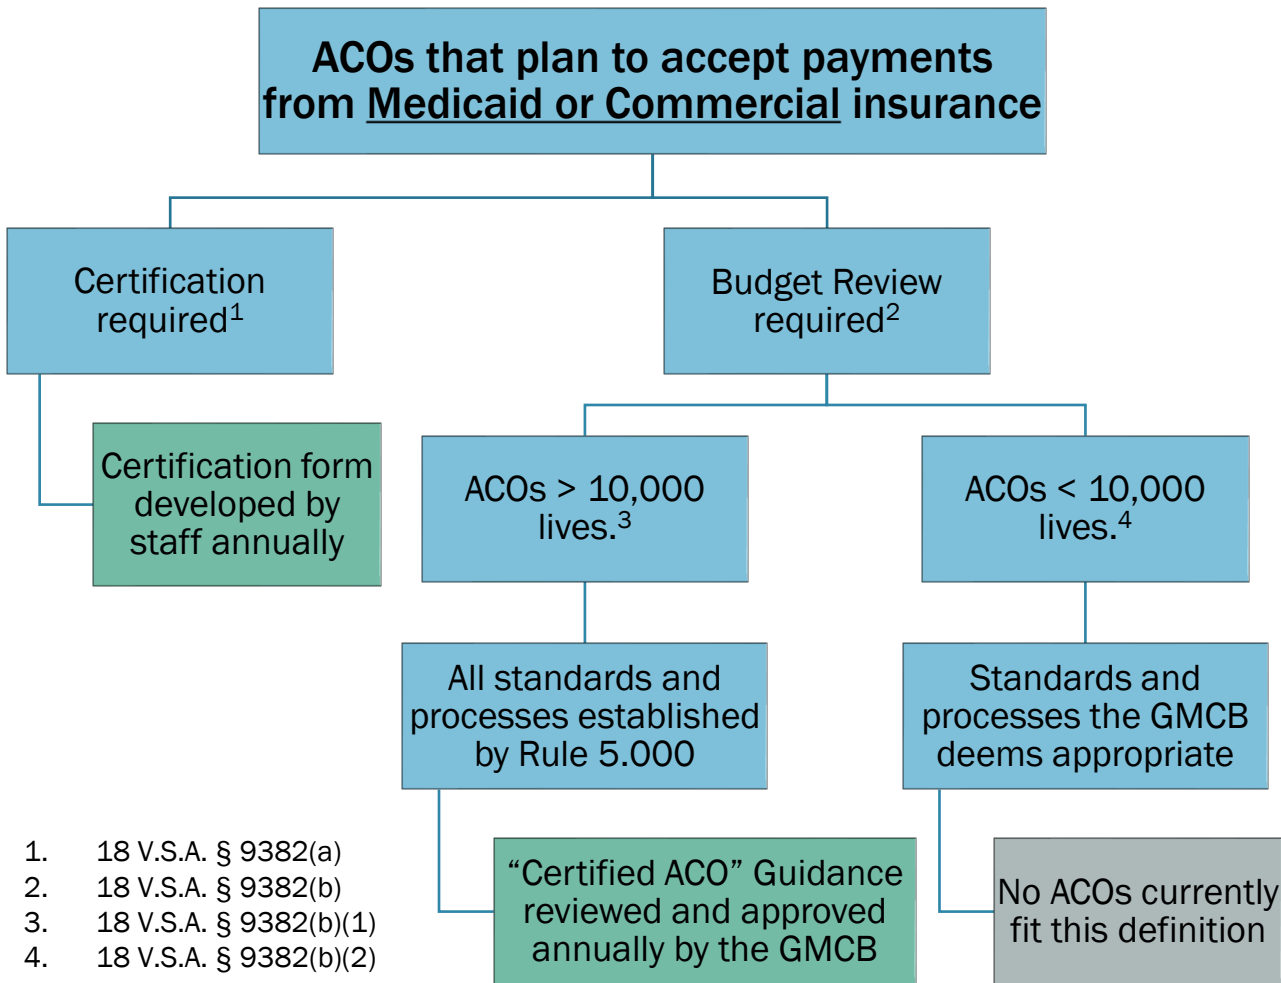 ACOs that plan to accept payments
from Medicaid or Commercial insurance
Certification
required1
Budget Review
required2
Certification form
developed by
staff annually
ACOs > 10,000
lives.3
ACOs < 10,000
lives.4
All standards and
processes established
by Rule 5.000
Standards and
processes the GMCB
deems appropriate
“Certified ACO” Guidance
reviewed and approved
annually by the GMCB
No ACOs currently
fit this definition
1. 18 V.S.A. § 9382(a)
2. 18 V.S.A. § 9382(b)
3. 18 V.S.A. § 9382(b)(1)
4. 18 V.S.A. § 9382(b)(2)